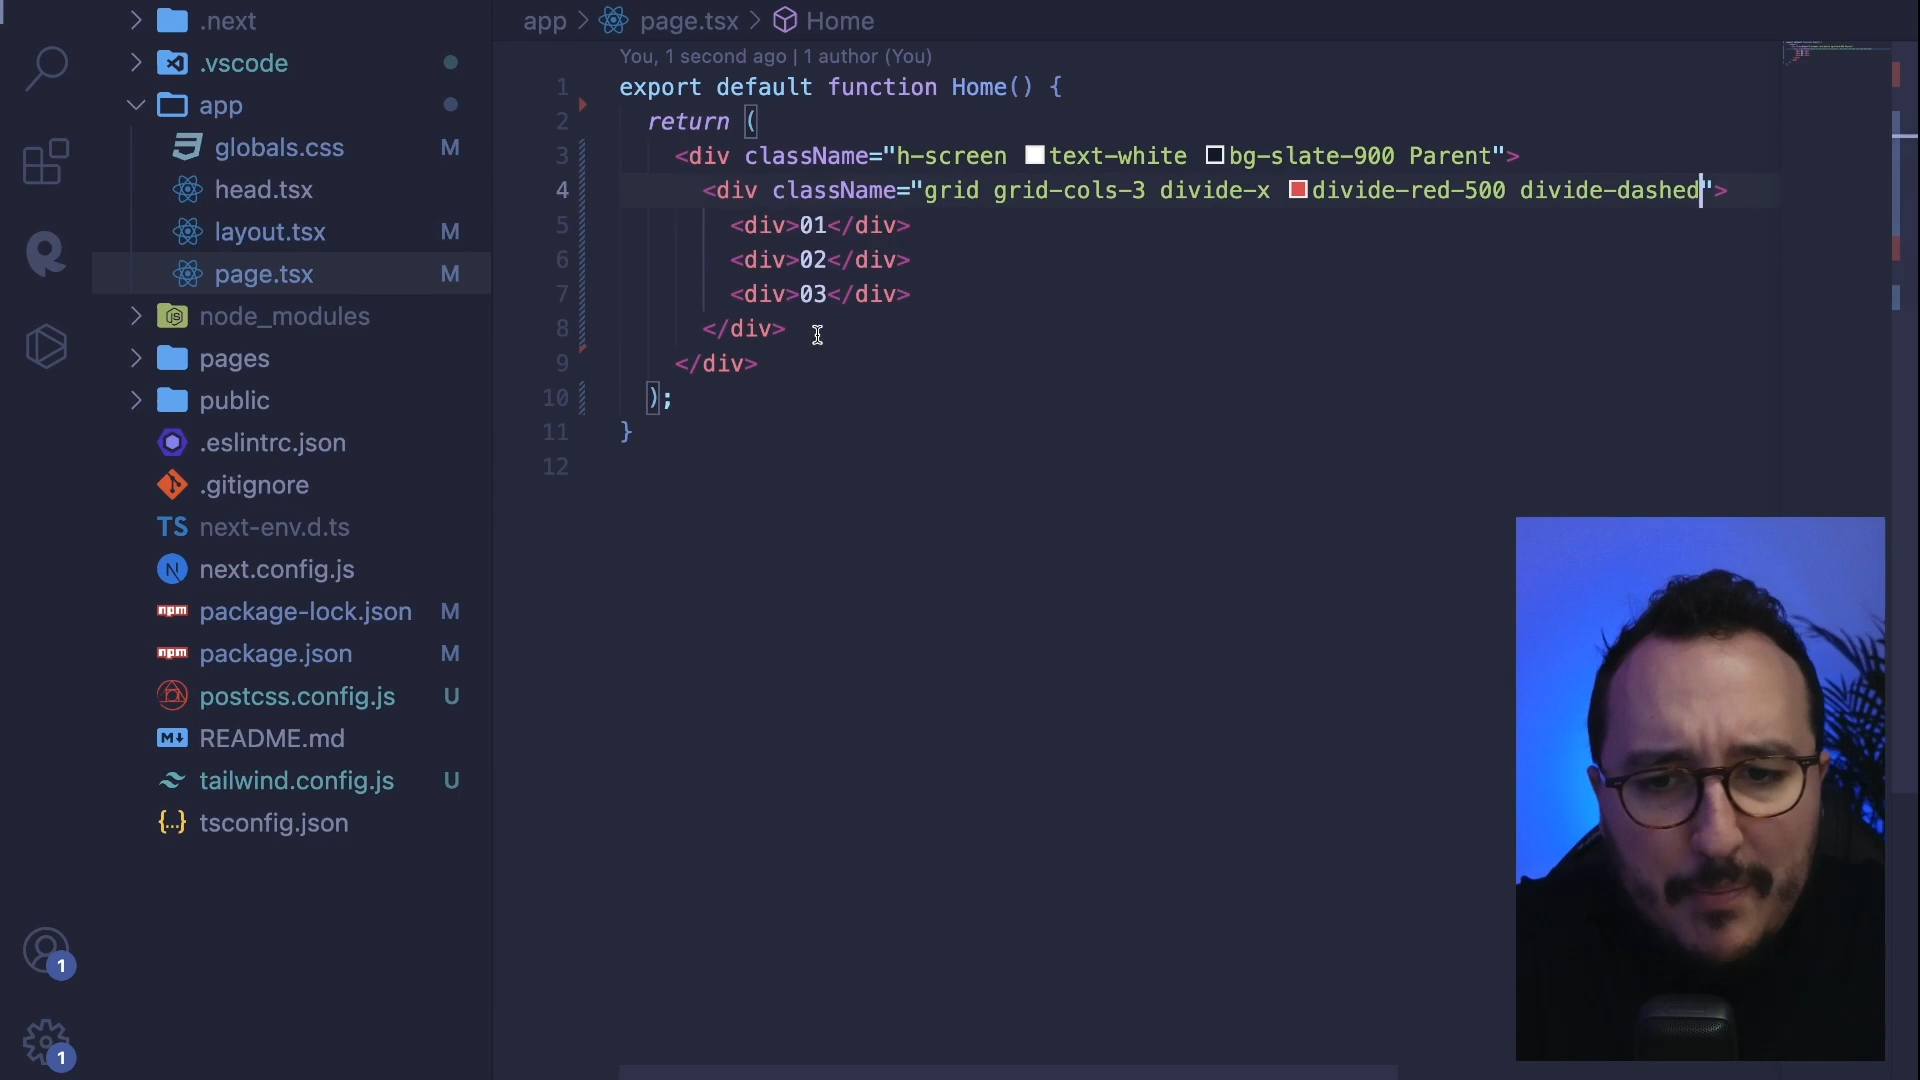 .next
.vscode
app
globals.css M
head.tsx
layout.tsx M
page.tsx M
node_modules
pages
public
.eslintrc.json
.gitignore
TS next-env.d.ts
N next.config.js
npm package-lock.json M
npm package.json M
postcss.config.js U
M↓ README.md
tailwind.config.js U
{...} tsconfig.json
1
1
app > page.tsx > Home
You, 1 second ago | 1 author (You)
1 export default function Home() {
2 return (
3 <div className="h-screen text-white bg-slate-900 Parent">
4 <div className="grid grid-cols-3 divide-x divide-red-500 divide-dashed">
5 <div>01</div>
6 <div>02</div>
7 <div>03</div>
8 </div>
9 </div>
10 );
11 }
12